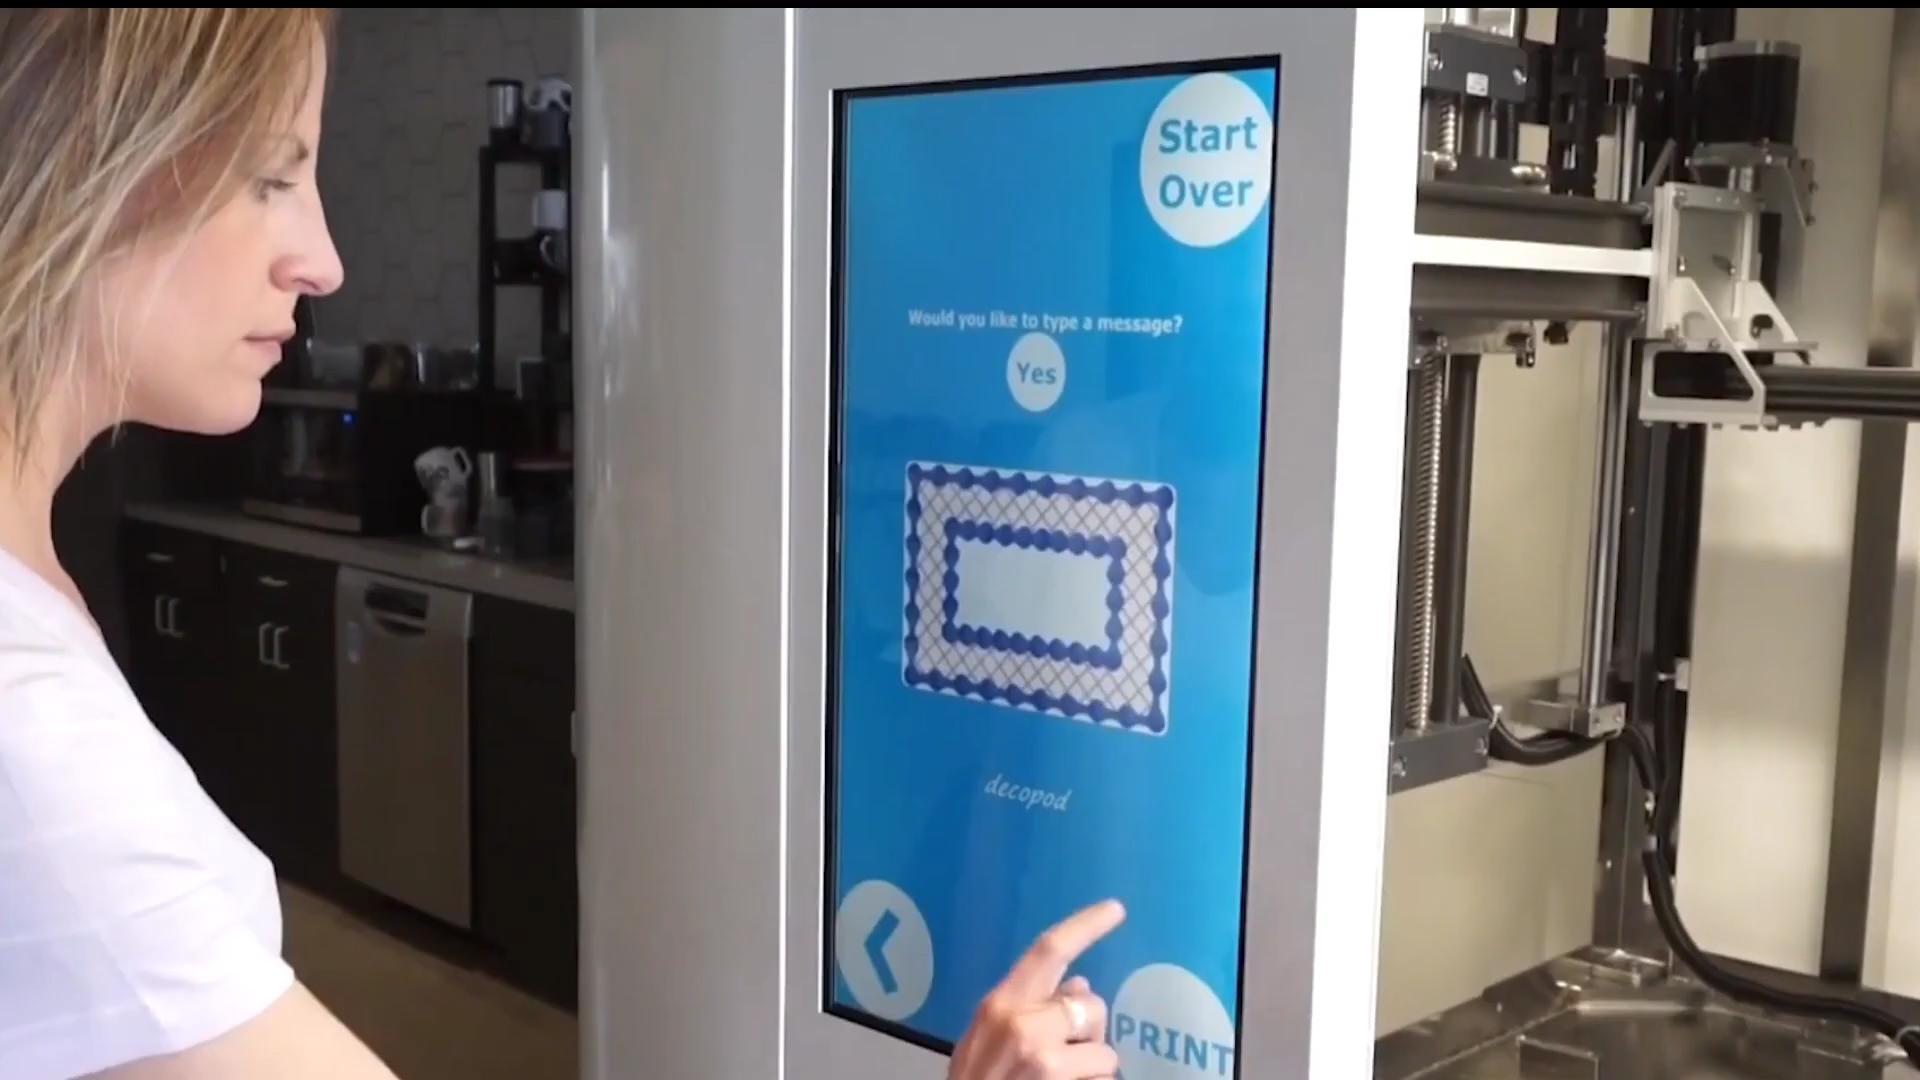 Start
Over
Would you like to type a message?
Yes
decopod
PRINT